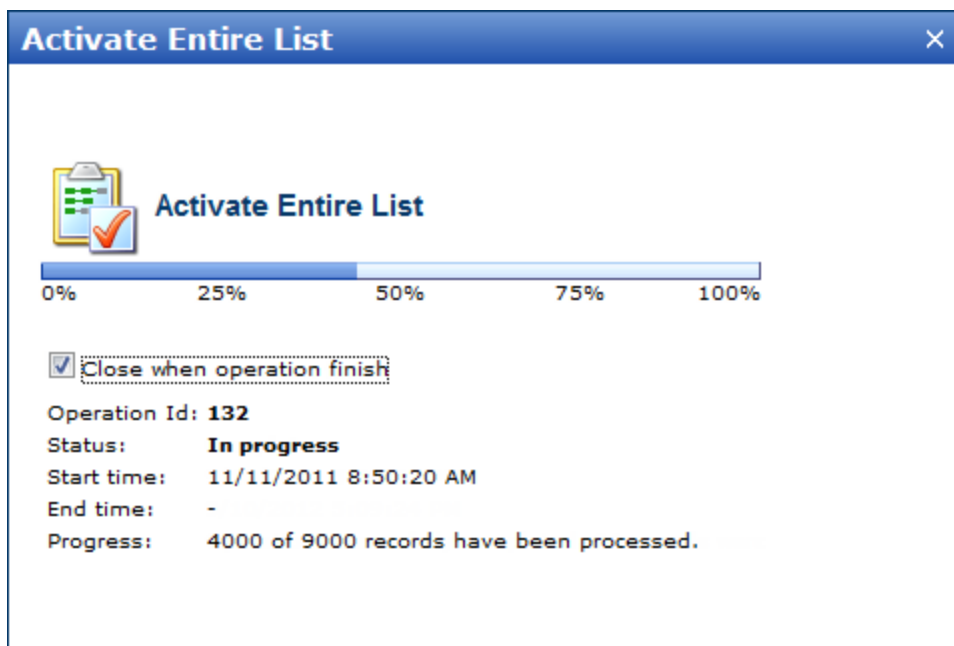 Activate Entire List
Activate Entire List
0% 25% 50% 75% 100%
Close when operation finish
Operation Id: 132
Status: In progress
Start time: 11/11/2011 8:50:20 AM
End time: -
Progress: 4000 of 9000 records have been processed.